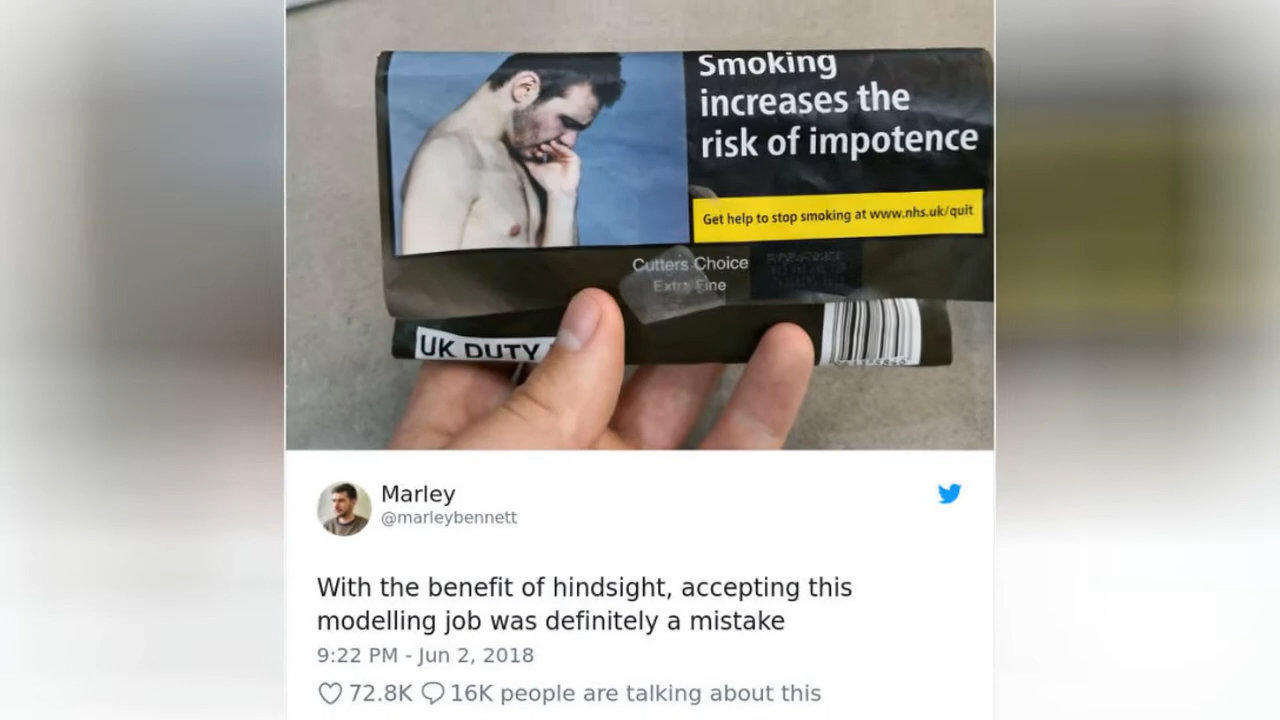 Smoking
increases the
risk of impotence
Get help to stop smoking at www.nhs.uk/quit
Cutters Choice
Extra Fine
UK DUTY
Marley
@marleybennett
With the benefit of hindsight, accepting this
modelling job was definitely a mistake
9:22 PM - Jun 2, 2018
72.8K 16K people are talking about this